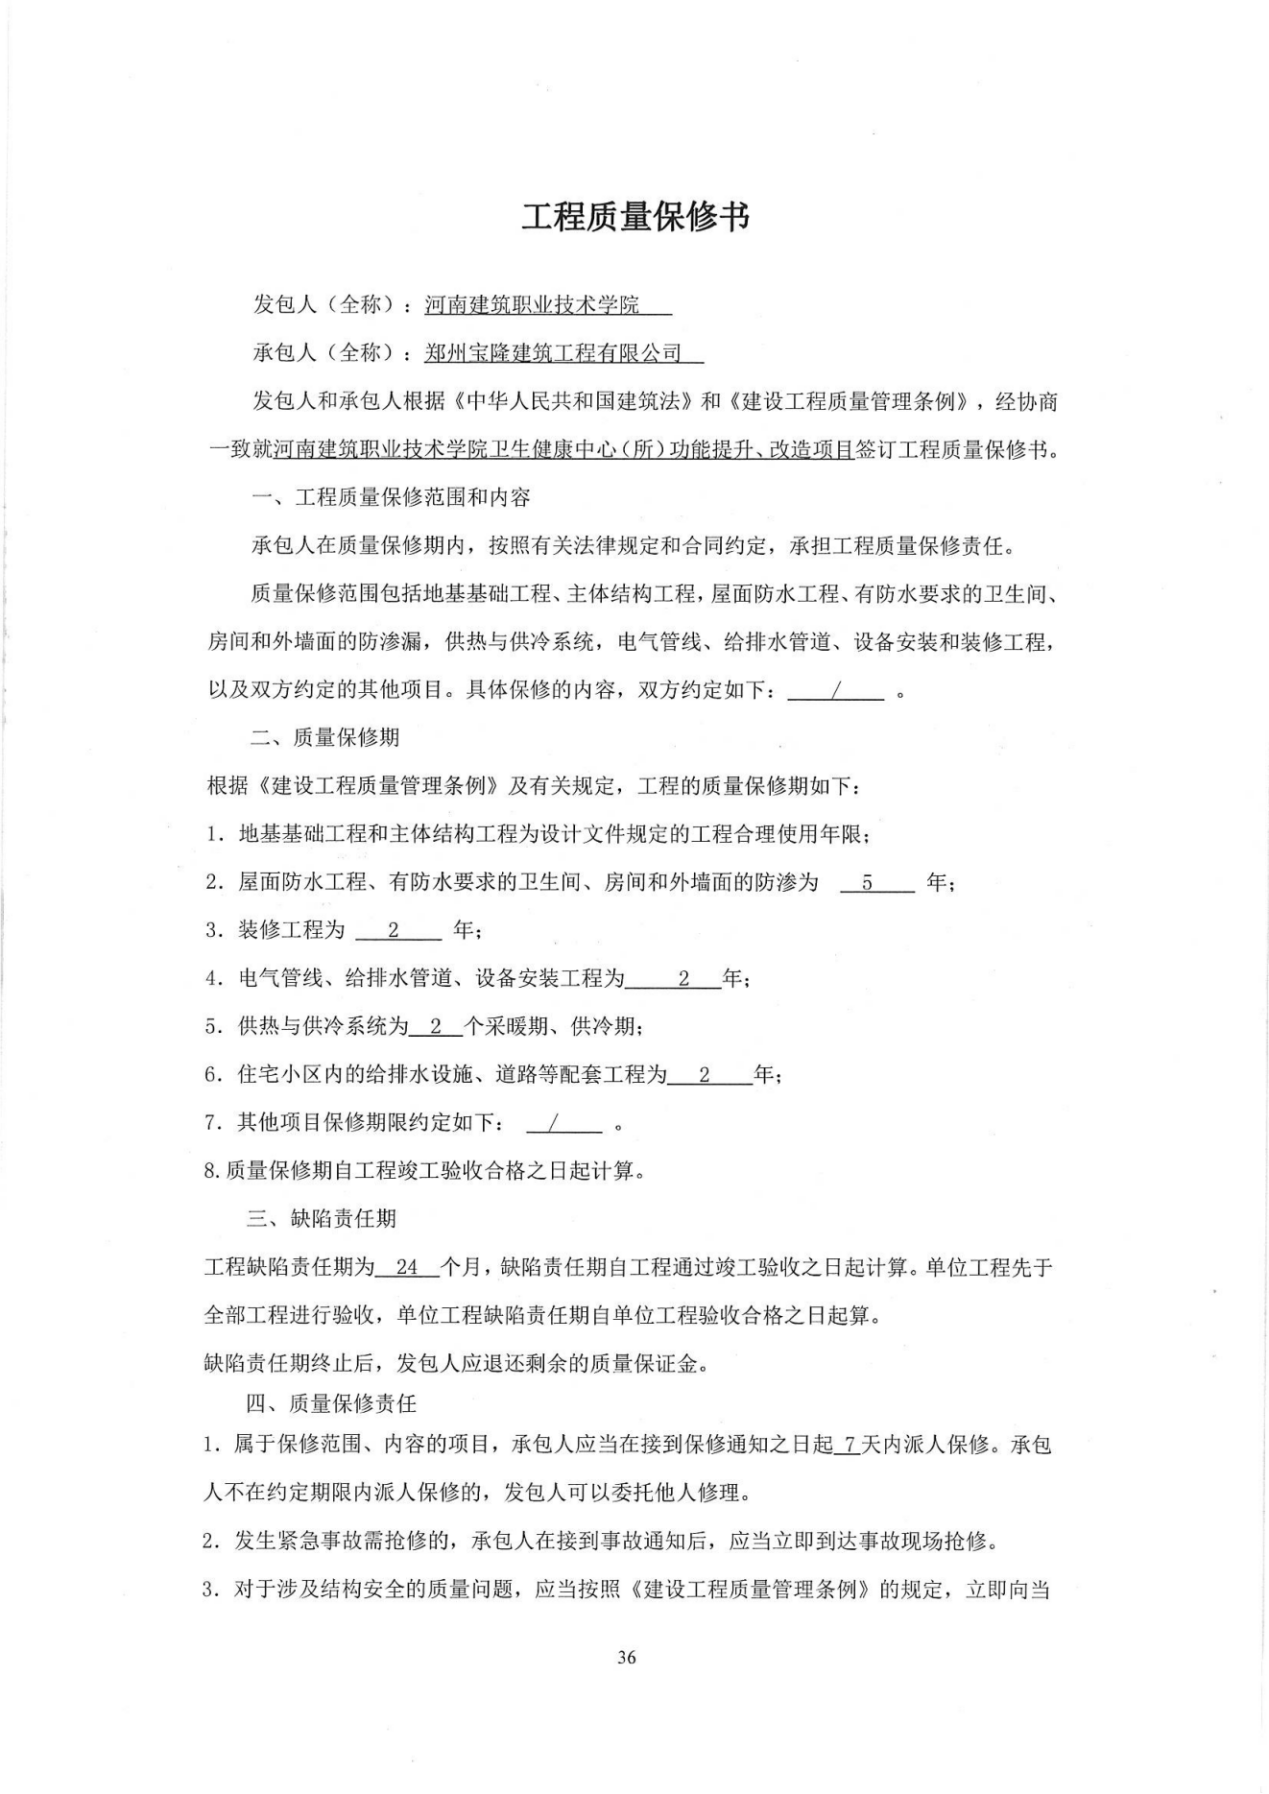 工程质量保修书
发包人（全称）：河南建筑职业技术学院
承包人（全称）：郑州宝隆建筑工程有限公司
发包人和承包人根据《中华人民共和国建筑法》和《建设工程质量管理条例》，经协商
一致就河南建筑职业技术学院卫生健康中心（所）功能提升、改造项目签订工程质量保修书。
一、工程质量保修范围和内容
承包人在质量保修期内，按照有关法律规定和合同约定，承担工程质量保修责任。
质量保修范围包括地基基础工程、主体结构工程，屋面防水工程、有防水要求的卫生间、
房间和外墙面的防渗漏，供热与供冷系统，电气管线、给排水管道、设备安装和装修工程，
以及双方约定的其他项目。具体保修的内容，双方约定如下： / 。
二、质量保修期
根据《建设工程质量管理条例》及有关规定，工程的质量保修期如下：
1．地基基础工程和主体结构工程为设计文件规定的工程合理使用年限；
2．屋面防水工程、有防水要求的卫生间、房间和外墙面的防渗为 5 年；
3．装修工程为 2 年；
4．电气管线、给排水管道、设备安装工程为 2 年；
5．供热与供冷系统为 2 个采暖期、供冷期；
6．住宅小区内的给排水设施、道路等配套工程为 2 年；
7．其他项目保修期限约定如下： / 。
8.质量保修期自工程竣工验收合格之日起计算。
三、缺陷责任期
工程缺陷责任期为 24 个月，缺陷责任期自工程通过竣工验收之日起计算。单位工程先于
全部工程进行验收，单位工程缺陷责任期自单位工程验收合格之日起算。
缺陷责任期终止后，发包人应退还剩余的质量保证金。
四、质量保修责任
1．属于保修范围、内容的项目，承包人应当在接到保修通知之日起 7 天内派人保修。承包
人不在约定期限内派人保修的，发包人可以委托他人修理。
2．发生紧急事故需抢修的，承包人在接到事故通知后，应当立即到达事故现场抢修。
3．对于涉及结构安全的质量问题，应当按照《建设工程质量管理条例》的规定，立即向当
36